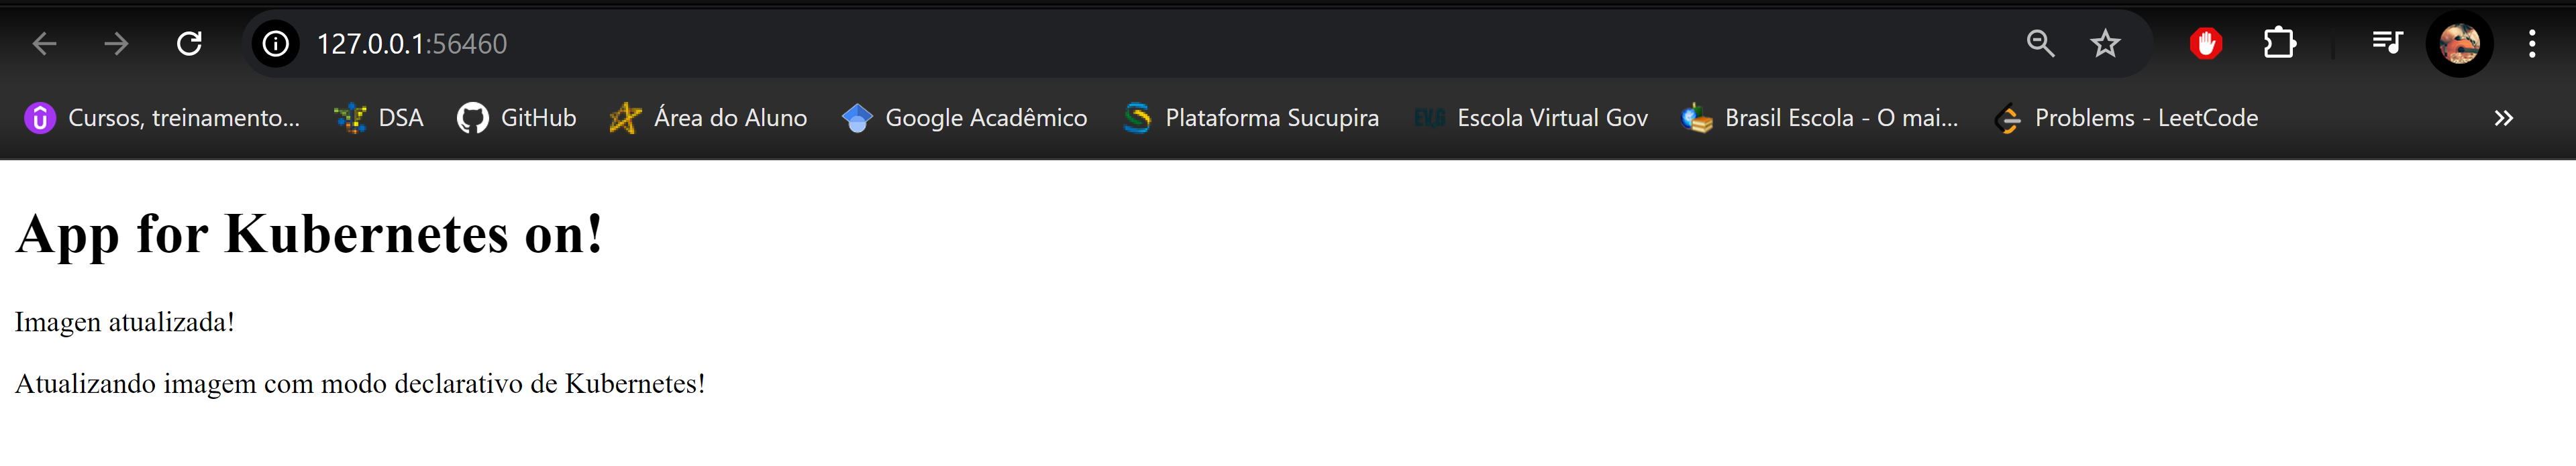 127.0.0.1:56460
Cursos, treinamento... DSA GitHub Área do Aluno Google Acadêmico Plataforma Sucupira EV.G Escola Virtual Gov Brasil Escola - O mai... Problems - LeetCode
App for Kubernetes on!
Imagen atualizada!
Atualizando imagem com modo declarativo de Kubernetes!